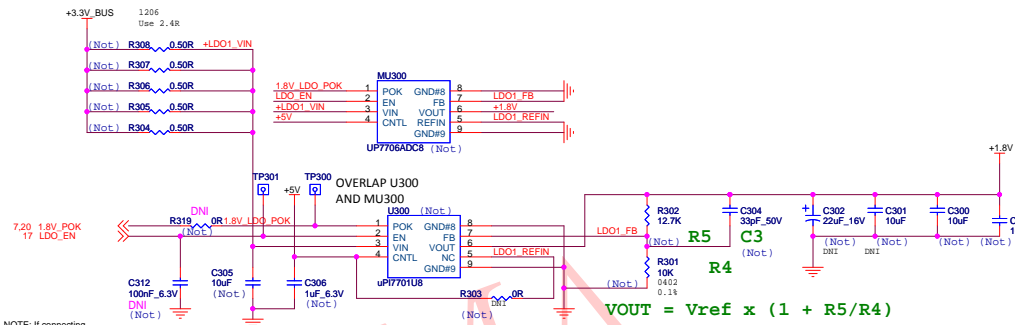 +3.3V_BUS
1206
Use 2.4R
(Not) R308 0.50R +LDO1_VIN
(Not) R307 0.50R
(Not) R306 0.50R
(Not) R305 0.50R
(Not) R304 0.50R
MU300
1.8V_LDO_POK 1 POK GND#8 8
LDO_EN 2 EN FB 7 LDO1_FB
+LDO1_VIN 3 VIN VOUT 6 +1.8V
+5V 4 CNTL REFIN 5 LDO1_REFIN
GND#9 9
UP7706ADC8 (Not)
+1.8V
TP301 TP300
+5V
OVERLAP U300
AND MU300
DNI
7,20 1.8V_POK R319 0R 1.8V_LDO_POK
(Not)
17 LDO_EN
U300 (Not)
1 POK GND#8 8
2 EN FB 7 LDO1_FB
3 VIN VOUT 6
4 CNTL NC 5 LDO1_REFIN
GND#9 9
uPI7701U8
R302
12.7K
(Not) R5
C304
33pF_50V
C3
(Not)
C302
22uF_16V
(Not)
DNI
C301
10uF
(Not)
DNI
C300
10uF
(Not)
C
1
R4
R301
10K
0402
0.1%
(Not)
C312
100nF_6.3V
DNI
(Not)
C305
10uF
(Not)
C306
1uF_6.3V
(Not)
R303 0R
DNI
(Not)
VOUT = Vref x (1 + R5/R4)
NOTE: If connecting